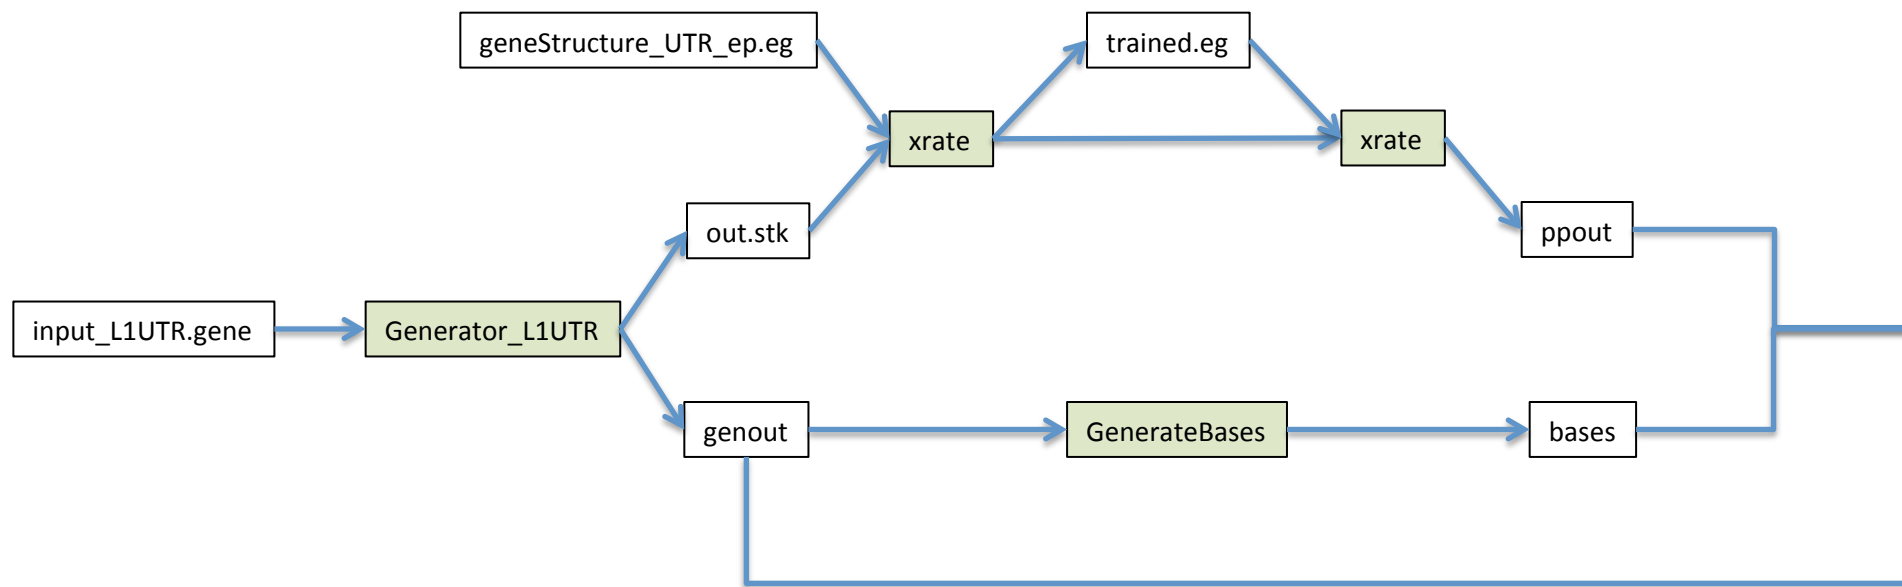 geneStructure_UTR_ep.eg
trained.eg
xrate
xrate
out.stk
ppout
input_L1UTR.gene
Generator_L1UTR
genout
GenerateBases
bases